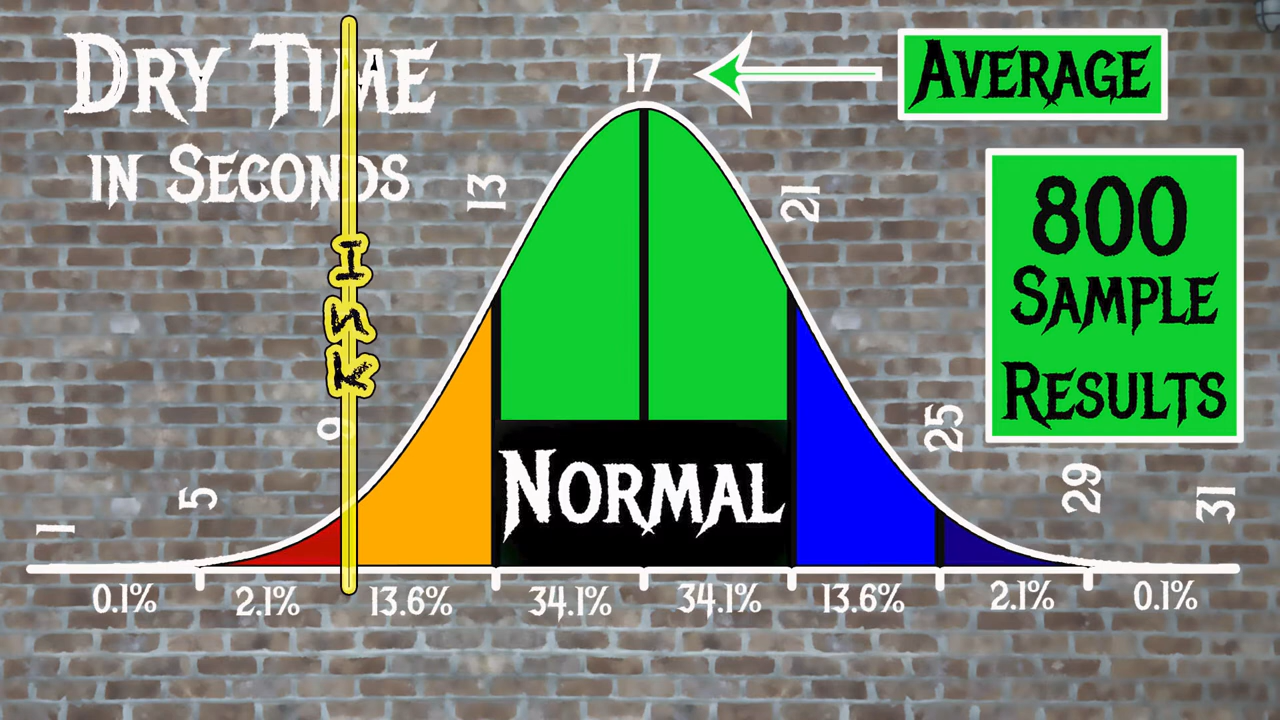 Dry Time
in Seconds
17
Average
800
Sample
Results
13
21
Ink
9
25
5
29
1
31
Normal
0.1%
2.1%
13.6%
34.1%
34.1%
13.6%
2.1%
0.1%